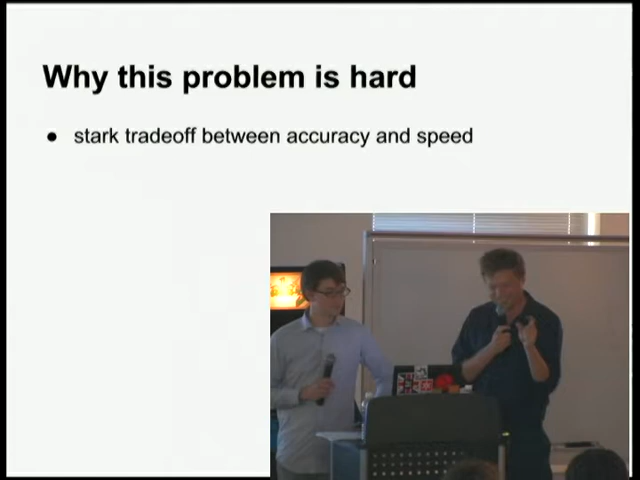 Why this problem is hard
● stark tradeoff between accuracy and speed